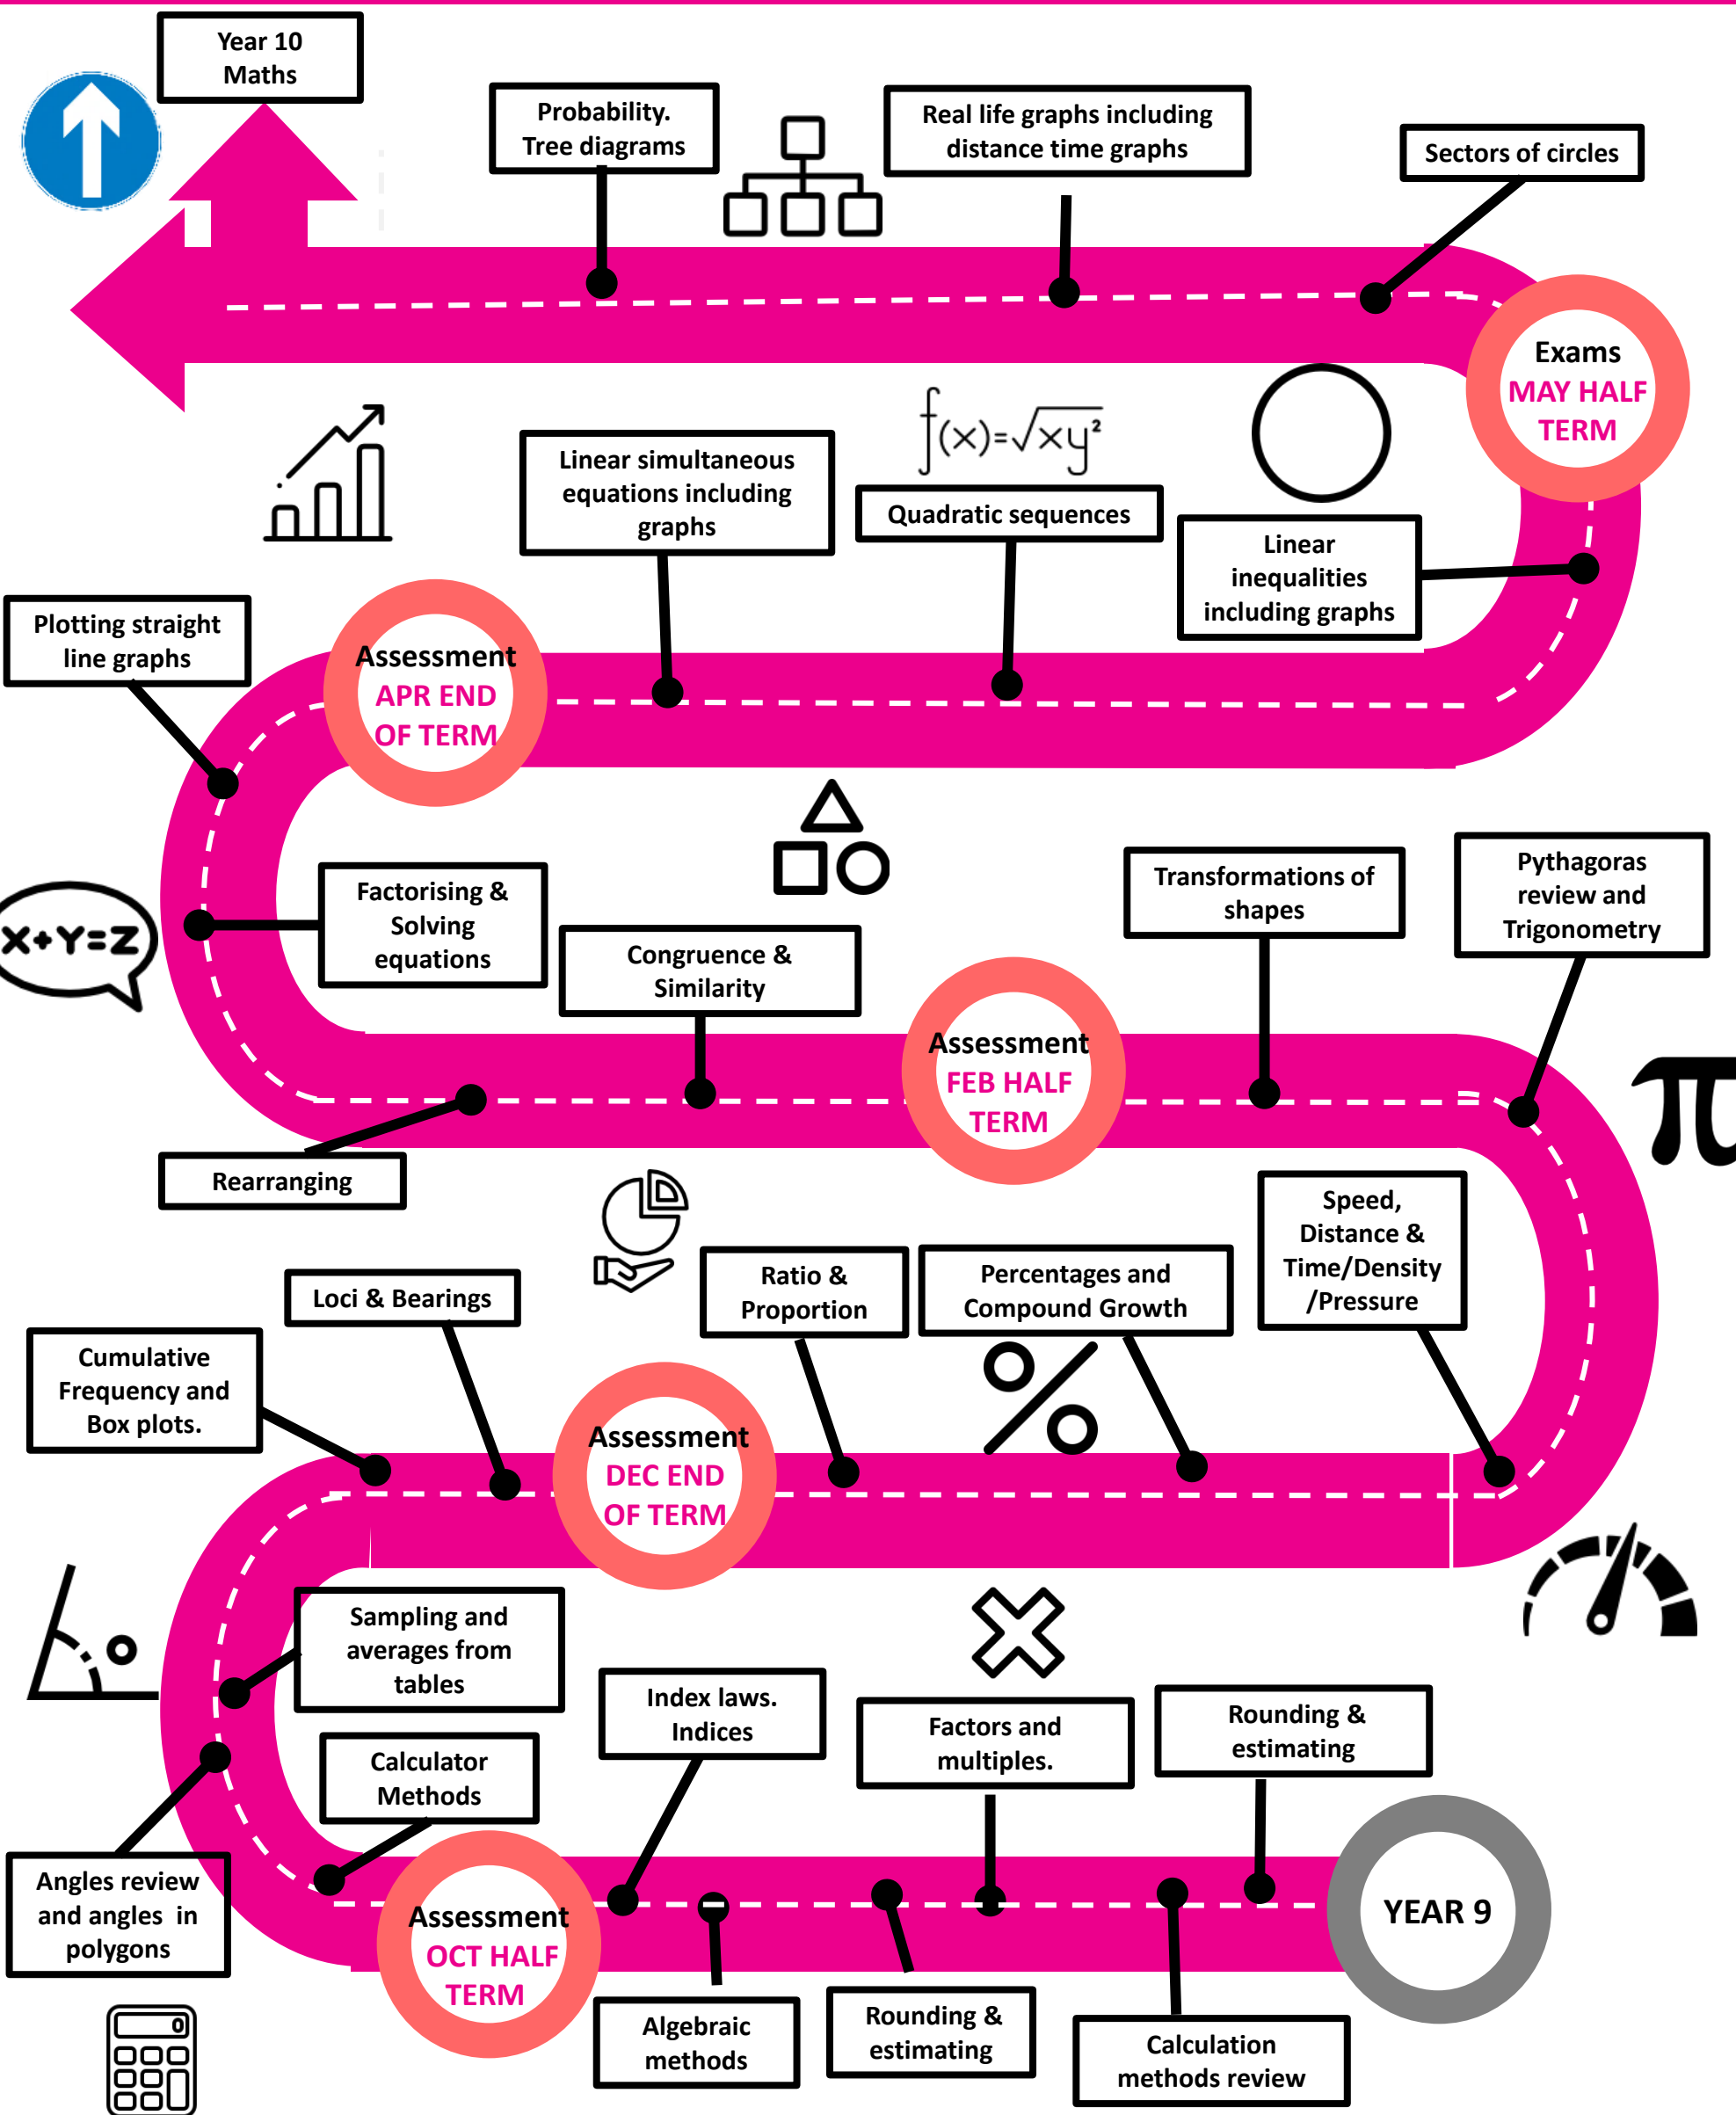 Year 10
Maths
Probability.
Tree diagrams
Real life graphs including
distance time graphs
Sectors of circles
Exams
MAY HALF
TERM
f(x)=√xy²
Linear simultaneous
equations including
graphs
Quadratic sequences
Linear
inequalities
including graphs
Plotting straight
line graphs
Assessment
APR END
OF TERM
X+Y=Z
Factorising &
Solving
equations
Congruence &
Similarity
Transformations of
shapes
Pythagoras
review and
Trigonometry
Assessment
FEB HALF
TERM
π
Rearranging
Speed,
Distance &
Time/Density
/Pressure
Loci & Bearings
Ratio &
Proportion
Percentages and
Compound Growth
Cumulative
Frequency and
Box plots.
%
Assessment
DEC END
OF TERM
Sampling and
averages from
tables
Index laws.
Indices
Factors and
multiples.
Rounding &
estimating
Calculator
Methods
Angles review
and angles  in
polygons
Assessment
OCT HALF
TERM
YEAR 9
0
Algebraic
methods
Rounding &
estimating
Calculation
methods review